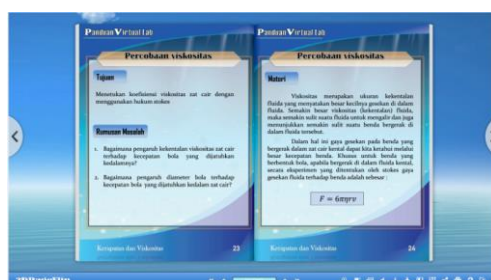 Panduan Virtual Lab
Percobaan viskositas
Tujuan
Menetukan koefisiensi viskositas zat cair dengan
menggunakan hukum stokes
Rumusan Masalah
1. Bagaimana pengaruh kekentalan viskositas zat cair
terhadap kecepatan bola yang dijatuhkan
kedalamnya?
2. Bagaimana pengaruh diameter bola terhadap
kecepatan bola yang dijatuhkan kedalam zat cair?
Kerapatan dan Viskositas 23
Panduan Virtual Lab
Percobaan viskositas
Materi
Viskositas merupakan ukuran kekentalan
fluida yang menyatakan besar kecilnya gesekan di dalam
fluida. Semakin besar viskositas (kekentalan) fluida,
maka semakin sulit suatu fluida untuk mengalir dan juga
menunjukkan semakin sulit suatu benda bergerak di
dalam fluida tersebut.
Dalam hal ini gaya gesekan pada benda yang
bergerak dalam zat cair kental dapat kita ketahui melalui
besar kecepatan benda. Khusus untuk benda yang
berbentuk bola, apabila bergerak di dalam fluida kental,
secara eksperimen yang ditentukan oleh stokes gaya
gesekan fluida terhadap benda adalah sebesar :
F = 6πηrv
Kerapatan dan Viskositas 24